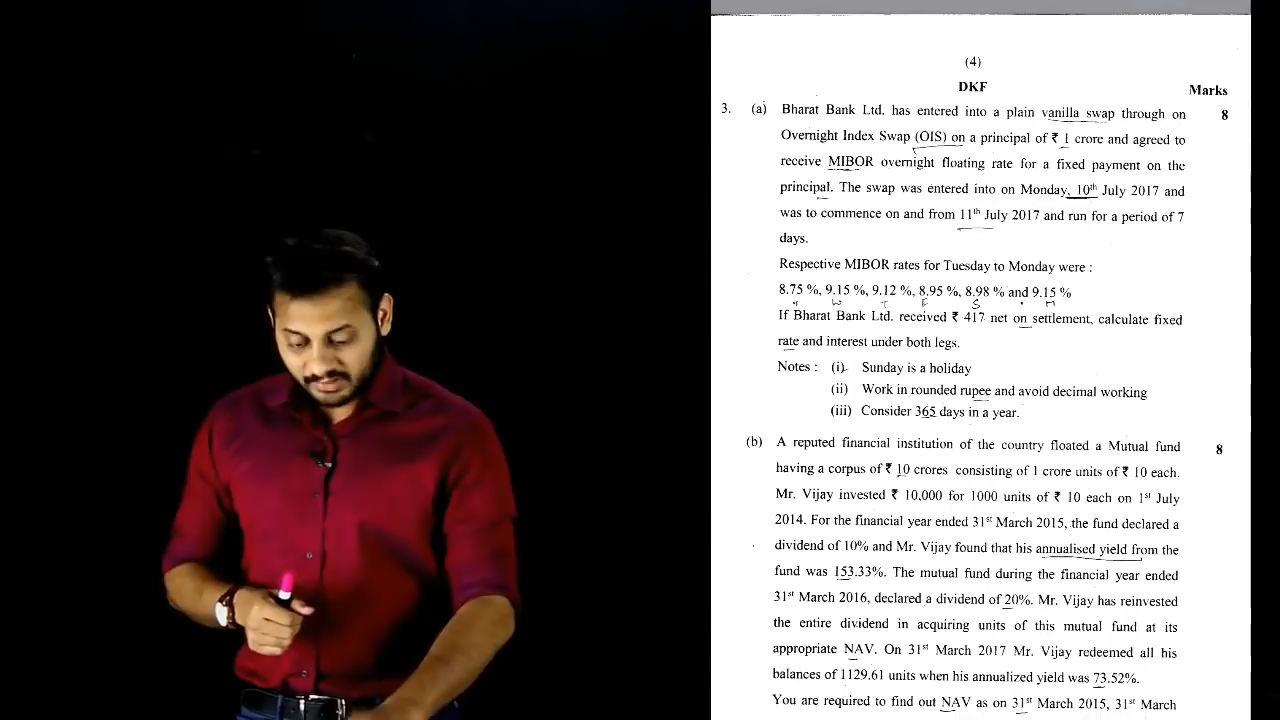 (4)
DKF
Marks
3. (a) Bharat Bank Ltd. has entered into a plain vanilla swap through on 8
Overnight Index Swap (OIS) on a principal of ₹ 1 crore and agreed to
receive MIBOR overnight floating rate for a fixed payment on the
principal. The swap was entered into on Monday, 10th July 2017 and
was to commence on and from 11th July 2017 and run for a period of 7
days.
Respective MIBOR rates for Tuesday to Monday were :
8.75 %, 9.15 %, 9.12 %, 8.95 %, 8.98 % and 9.15 %
T W T F S M
If Bharat Bank Ltd. received ₹ 417 net on settlement, calculate fixed
rate and interest under both legs.
Notes : (i) Sunday is a holiday
(ii) Work in rounded rupee and avoid decimal working
(iii) Consider 365 days in a year.
(b) A reputed financial institution of the country floated a Mutual fund 8
having a corpus of ₹ 10 crores consisting of 1 crore units of ₹ 10 each.
Mr. Vijay invested ₹ 10,000 for 1000 units of ₹ 10 each on 1st July
2014. For the financial year ended 31st March 2015, the fund declared a
dividend of 10% and Mr. Vijay found that his annualised yield from the
fund was 153.33%. The mutual fund during the financial year ended
31st March 2016, declared a dividend of 20%. Mr. Vijay has reinvested
the entire dividend in acquiring units of this mutual fund at its
appropriate NAV. On 31st March 2017 Mr. Vijay redeemed all his
balances of 1129.61 units when his annualized yield was 73.52%.
You are required to find out NAV as on 31st March 2015, 31st March